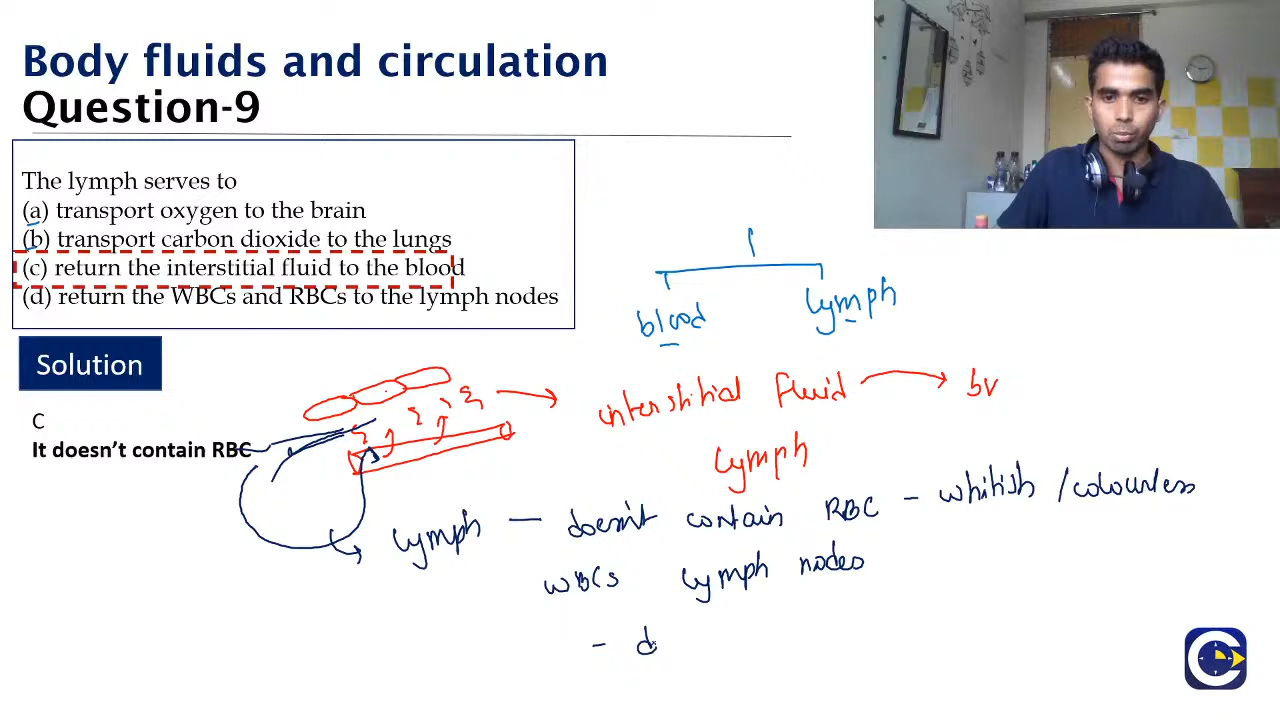 Body fluids and circulation
Question-9
The lymph serves to
(a) transport oxygen to the brain
(b) transport carbon dioxide to the lungs
(c) return the interstitial fluid to the blood
(d) return the WBCs and RBCs to the lymph nodes
blood lymph
Solution
C
It doesn't contain RBC
interstitial fluid bv
lymph
lymph — doesn't contain RBC - whitish / colourless
WBCs lymph nodes
- d